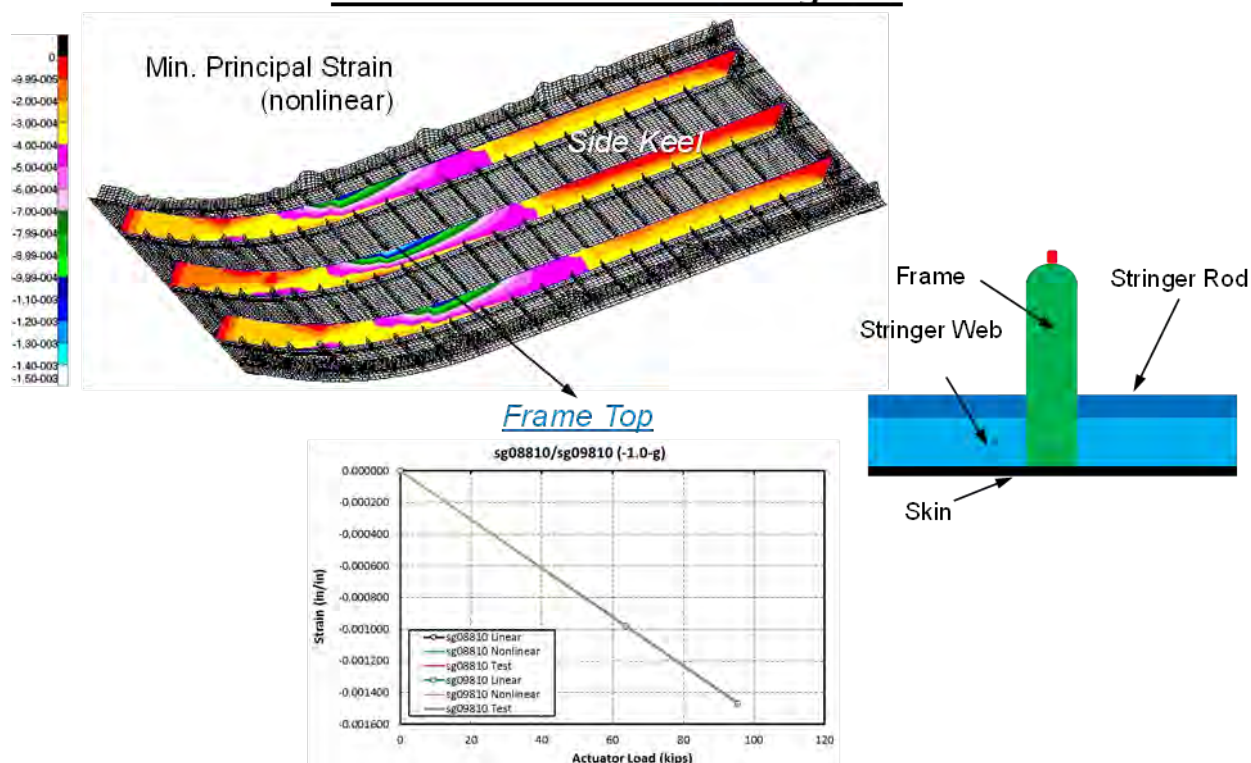 Min. Principal Strain
(nonlinear)
Side Keel
0
-9.99-005
-2.00-004
-3.00-004
-4.00-004
-5.00-004
-6.00-004
-7.00-004
-7.99-004
-8.99-004
-9.99-004
-1.10-003
-1.20-003
-1.30-003
-1.40-003
-1.50-003
Frame
Stringer Rod
Stringer Web
Skin
Frame Top
sg08810/sg09810 (-1.0-g)
0.000000
-0.000200
-0.000400
-0.000600
-0.000800
-0.001000
-0.001200
-0.001400
-0.001600
Strain (in/in)
sg08810 Linear
sg08810 Nonlinear
sg08810 Test
sg09810 Linear
sg09810 Nonlinear
sg09810 Test
0 20 40 60 80 100 120
Actuator Load (kips)